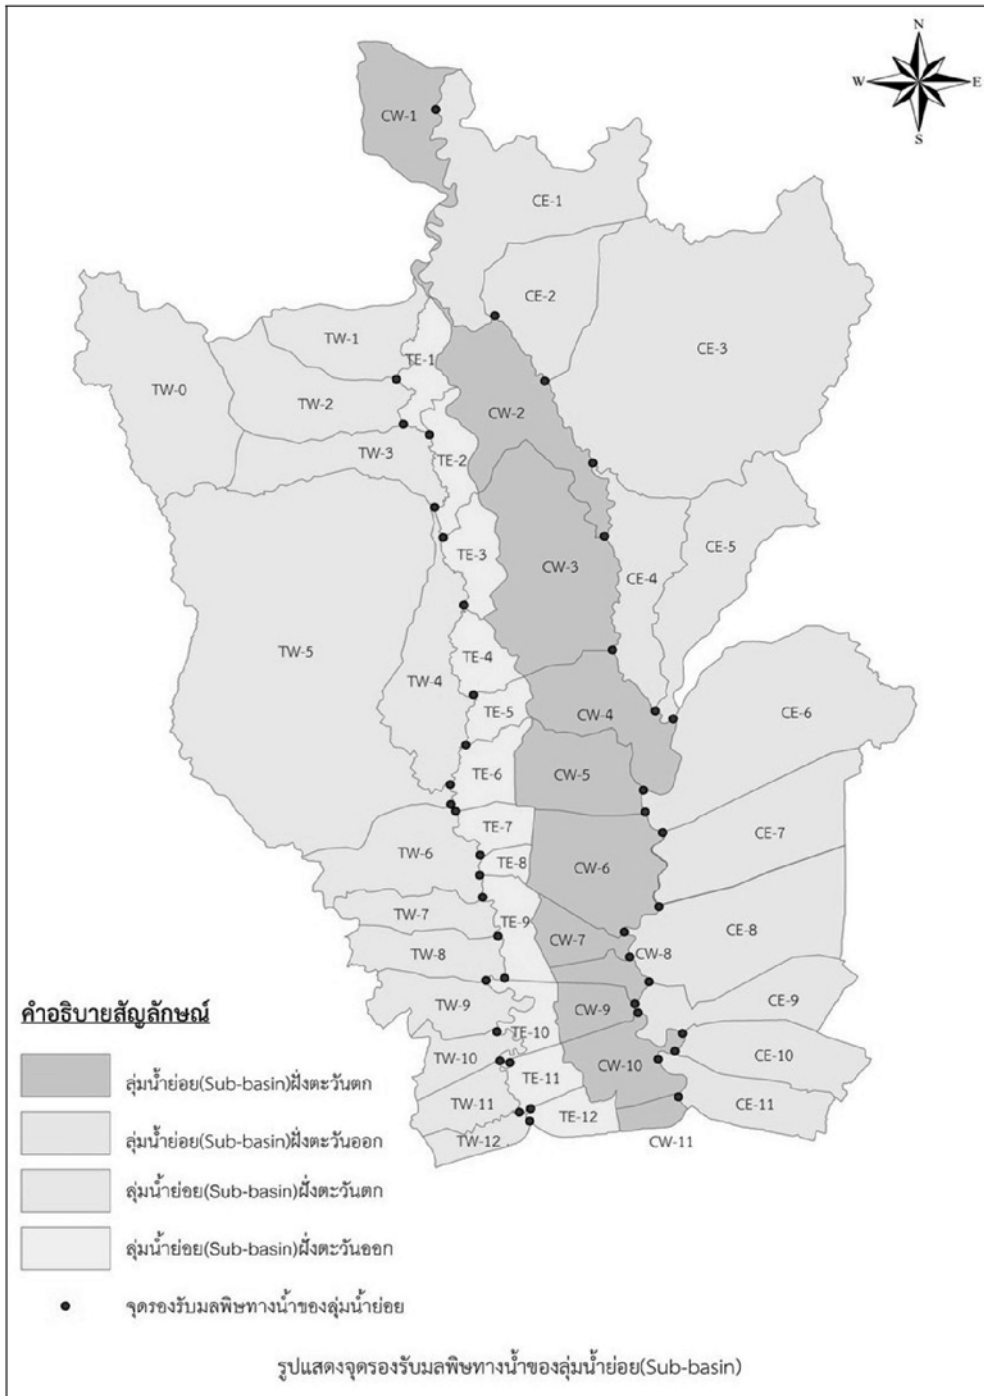 N
W E
S
CW-1
CE-1
CE-2
CE-3
TW-1
TE-1
TW-0
TW-2
CW-2
TW-3
TE-2
TE-3
CW-3
CE-4
CE-5
TW-5
TE-4
TW-4
TE-5
CW-4
CE-6
TE-6
CW-5
TE-7
CE-7
TW-6
TE-8
CW-6
TW-7
TE-9
CW-7
CE-8
TW-8
CW-8
TW-9
CW-9
CE-9
TE-10
TW-10
CW-10
CE-10
TE-11
TW-11
CE-11
TE-12
TW-12
CW-11
คำอธิบายสัญลักษณ์
ลุ่มน้ำย่อย(Sub-basin)ฝั่งตะวันตก
ลุ่มน้ำย่อย(Sub-basin)ฝั่งตะวันออก
ลุ่มน้ำย่อย(Sub-basin)ฝั่งตะวันตก
ลุ่มน้ำย่อย(Sub-basin)ฝั่งตะวันออก
จุดรองรับมลพิษทางน้ำของลุ่มน้ำย่อย
รูปแสดงจุดรองรับมลพิษทางน้ำของลุ่มน้ำย่อย(Sub-basin)